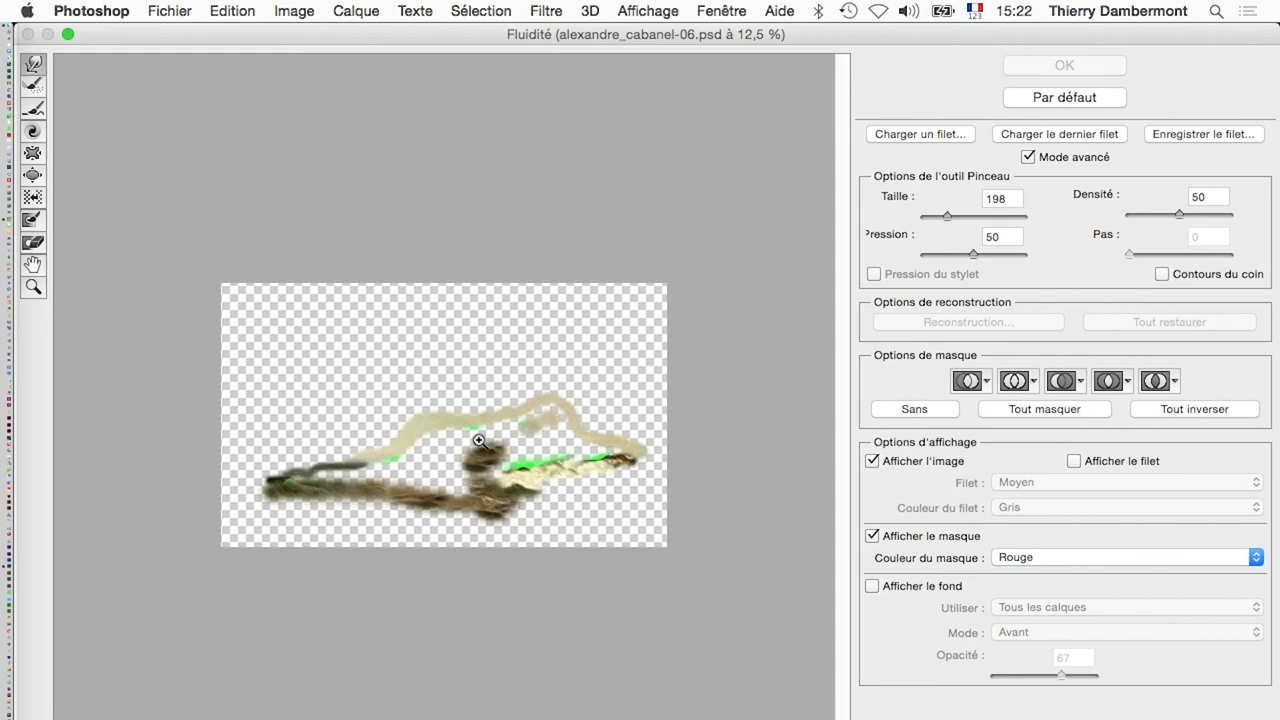 Photoshop Fichier Edition Image Calque Texte Sélection Filtre 3D Affichage Fenêtre Aide 123 15:22 Thierry Dambermont
Fluidité (alexandre_cabanel-06.psd à 12,5 %)
OK
Par défaut
Charger un filet... Charger le dernier filet Enregistrer le filet...
Mode avancé
Options de l'outil Pinceau
Taille : 198 Densité : 50
Pression : 50 Pas : 0
Pression du stylet Contours du coin
Options de reconstruction
Reconstruction... Tout restaurer
Options de masque
Sans Tout masquer Tout inverser
Options d'affichage
Afficher l'image Afficher le filet
Filet : Moyen
Couleur du filet : Gris
Afficher le masque
Couleur du masque : Rouge
Afficher le fond
Utiliser : Tous les calques
Mode : Avant
Opacité : 67